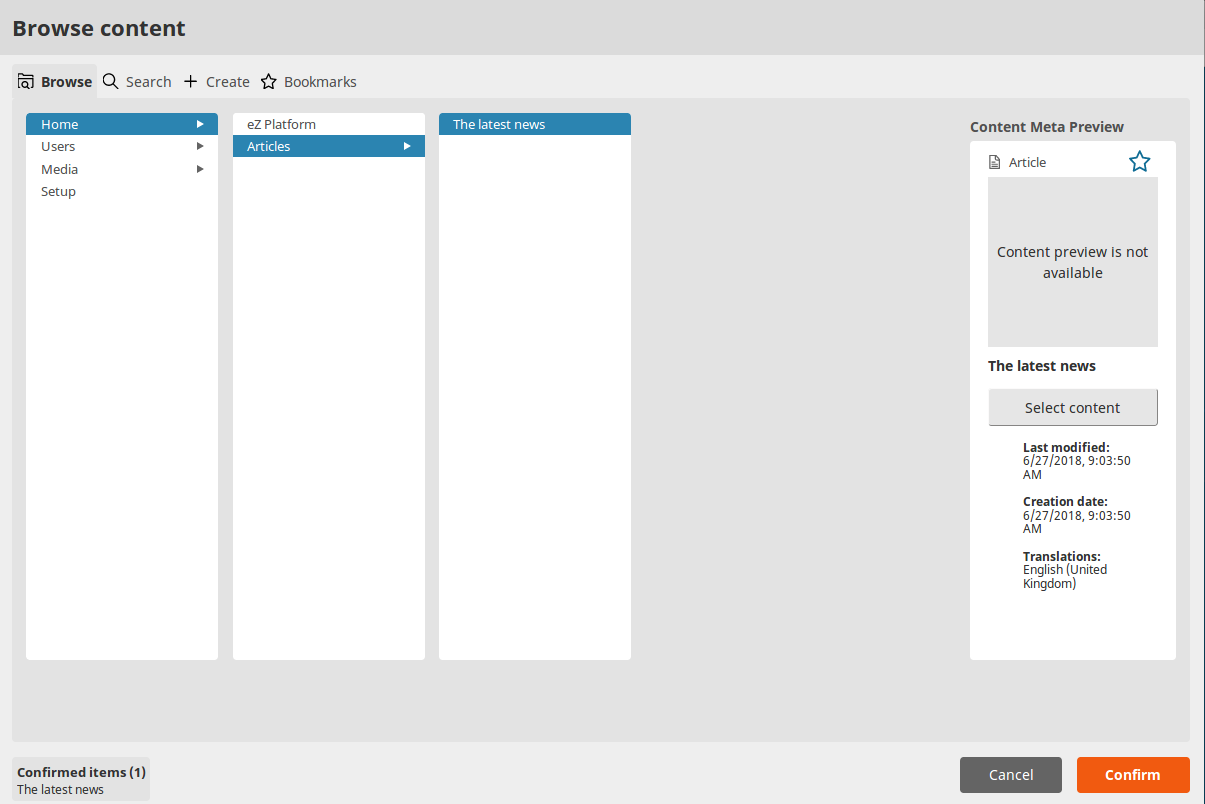 Browse content
Browse
Search
Create
Bookmarks
Home
Users
Media
Setup
eZ Platform
Articles
The latest news
Content Meta Preview
Article
Content preview is not
available
The latest news
Select content
Last modified:
6/27/2018, 9:03:50
AM
Creation date:
6/27/2018, 9:03:50
AM
Translations:
English (United
Kingdom)
Confirmed items (1)
The latest news
Cancel
Confirm